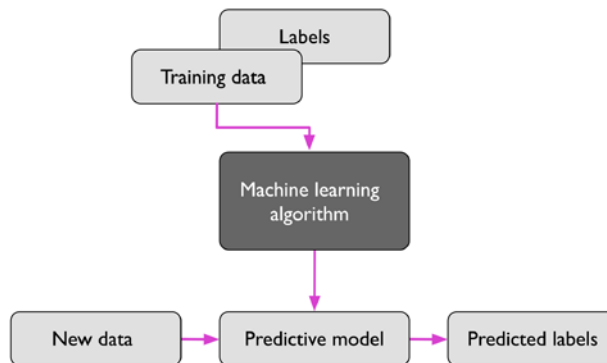 Labels
Training data
Machine learning
algorithm
New data
Predictive model
Predicted labels